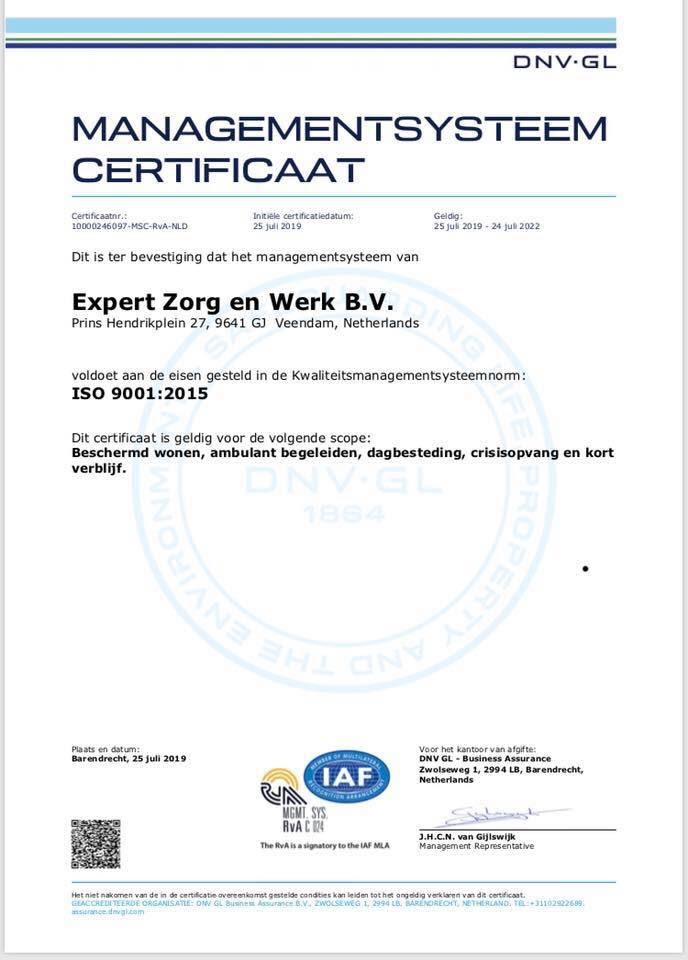 DNV·GL
MANAGEMENTSYSTEEM
CERTIFICAAT
Certificaatnr.:
10000246097-MSC-RvA-NLD
Initiële certificatiedatum:
25 juli 2019
Geldig:
25 juli 2019 - 24 juli 2022
Dit is ter bevestiging dat het managementsysteem van
Expert Zorg en Werk B.V.
Prins Hendrikplein 27, 9641 GJ Veendam, Netherlands
voldoet aan de eisen gesteld in de Kwaliteitsmanagementsysteemnorm:
ISO 9001:2015
Dit certificaat is geldig voor de volgende scope:
Beschermd wonen, ambulant begeleiden, dagbesteding, crisisopvang en kort
verblijf.
SAFEGUARDING LIFE PROPERTY AND THE ENVIRONMENT
DNV·GL
1864
Plaats en datum:
Barendrecht, 25 juli 2019
MEMBER OF MULTILATERAL
IAF
RECOGNITION ARRANGEMENT
RvA
MGMT. SYS.
RvA C 024
The RvA is a signatory to the IAF MLA
Voor het kantoor van afgifte:
DNV GL - Business Assurance
Zwolseweg 1, 2994 LB, Barendrecht,
Netherlands
J.H.C.N. van Gijlswijk
Management Representative
Het niet nakomen van de in de certificatie-overeenkomst gestelde condities kan leiden tot het ongeldig verklaren van dit certificaat.
GEACCREDITEERDE ORGANISATIE: DNV GL Business Assurance B.V., ZWOLSEWEG 1, 2994 LB, BARENDRECHT, NETHERLAND. TEL:+31102922689.
assurance.dnvgl.com